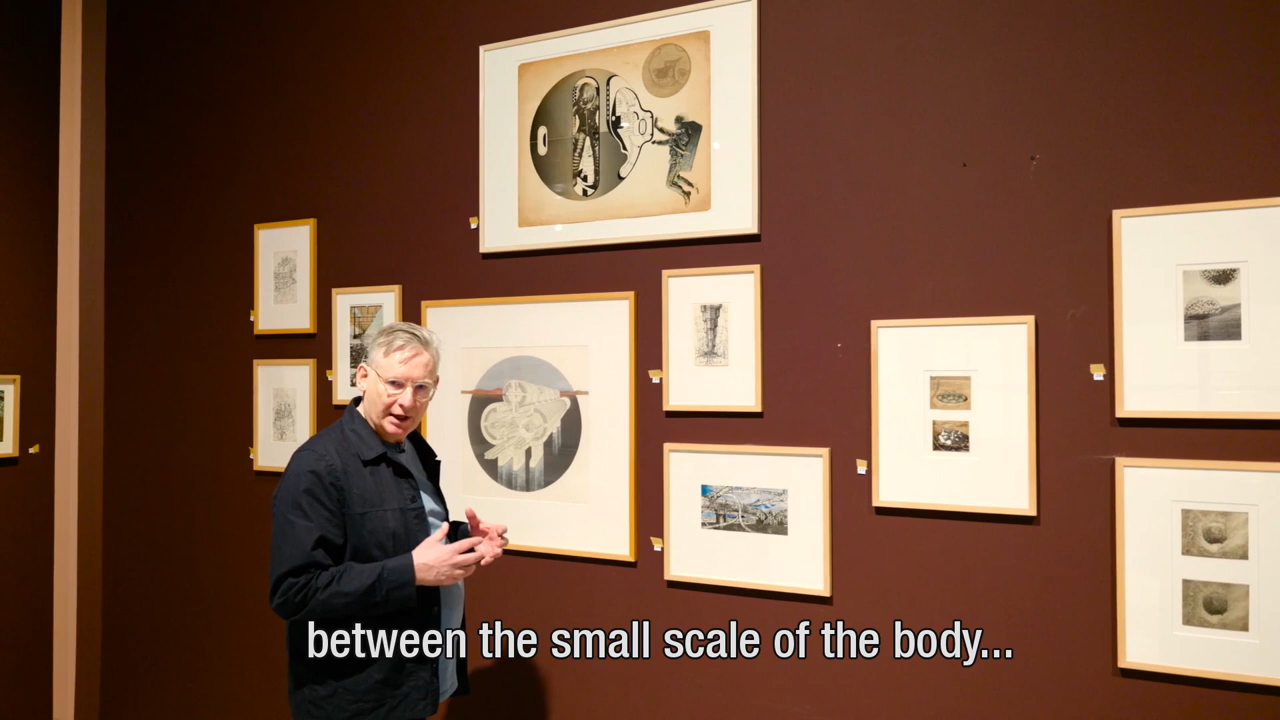 between the small scale of the body...